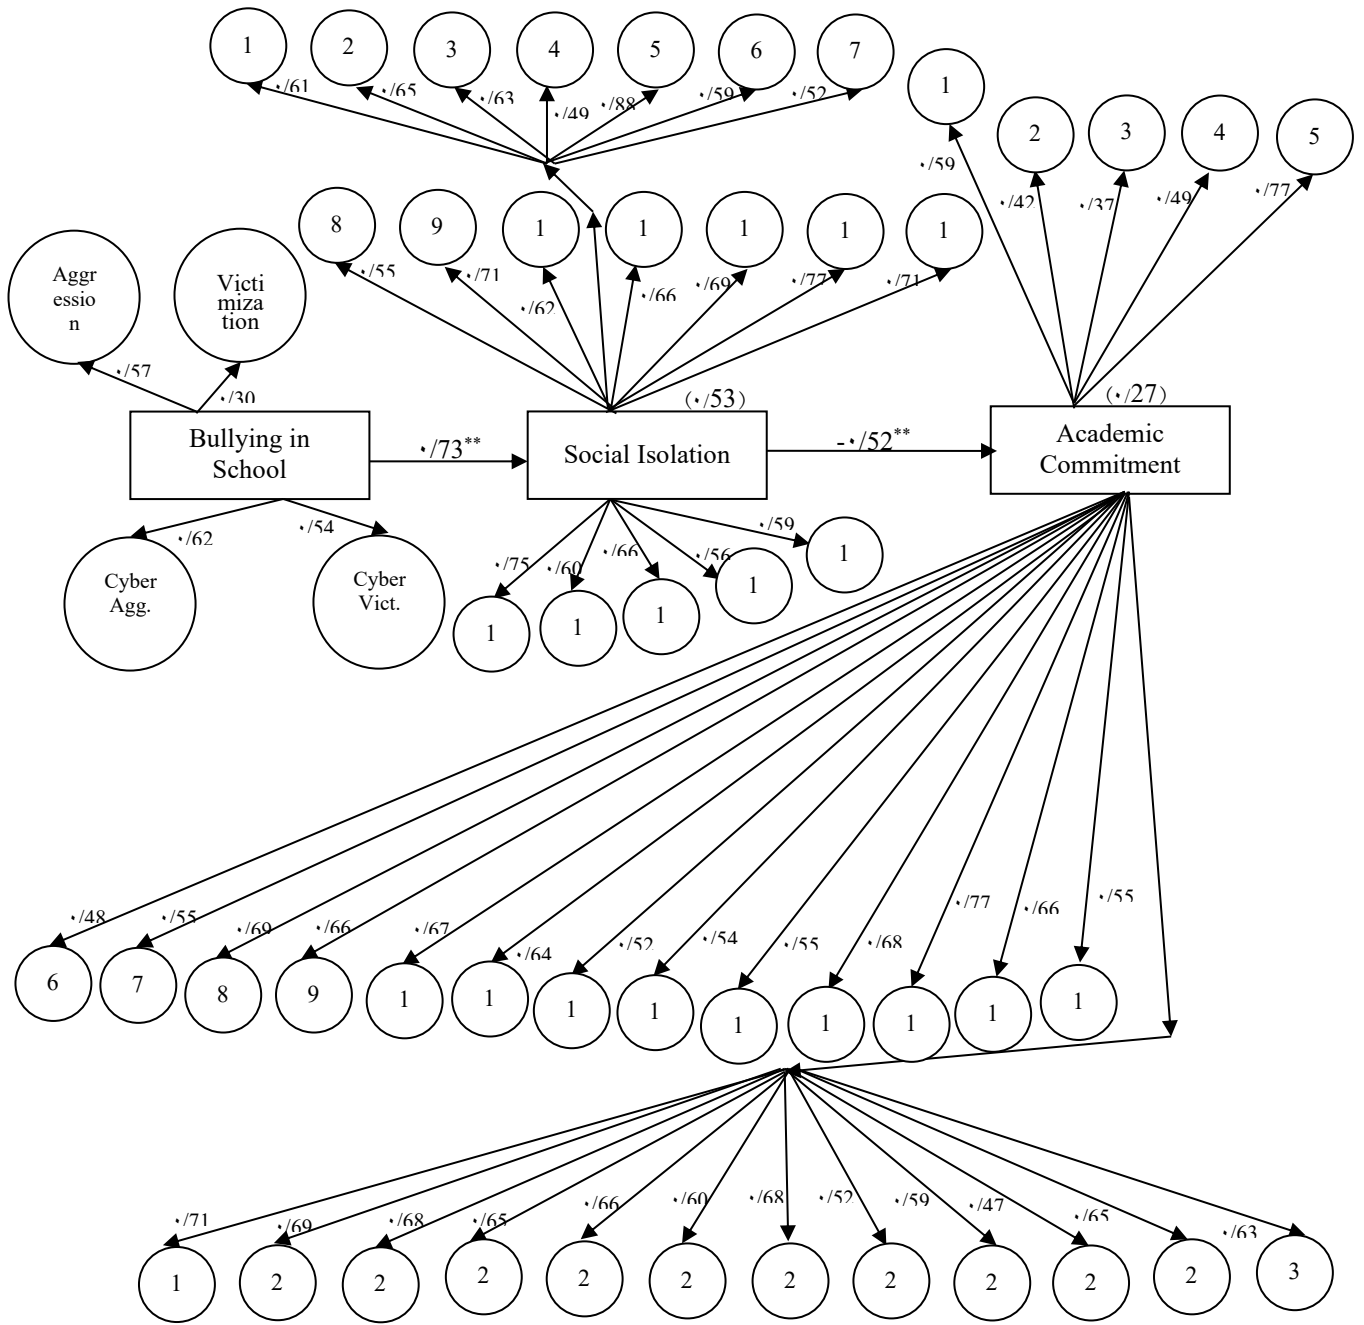 1 2 3 4 5 6 7
·/61 ·/65 ·/63 ·/49 ·/88 ·/59 ·/52
1 2 3 4 5
·/59 ·/42 ·/37 ·/49 ·/77
8 9 1 1 1 1 1
·/55 ·/71 ·/62 ·/66 ·/69 ·/77 ·/71
Aggr
essio
n
Victi
miza
tion
·/57
·/30
(·/53)
(·/27)
Bullying in
School
·/73**
Social Isolation
-·/52**
Academic
Commitment
·/62
·/54
Cyber
Agg.
Cyber
Vict.
·/75 ·/60 ·/66 ·/56 ·/59
1 1 1 1 1
·/48 ·/55 ·/69 ·/66 ·/67 ·/64 ·/52 ·/54 ·/55 ·/68 ·/77 ·/66 ·/55
6 7 8 9 1 1 1 1 1 1 1 1 1
·/71 ·/69 ·/68 ·/65 ·/66 ·/60 ·/68 ·/52 ·/59 ·/47 ·/65 ·/63
1 2 2 2 2 2 2 2 2 2 2 3